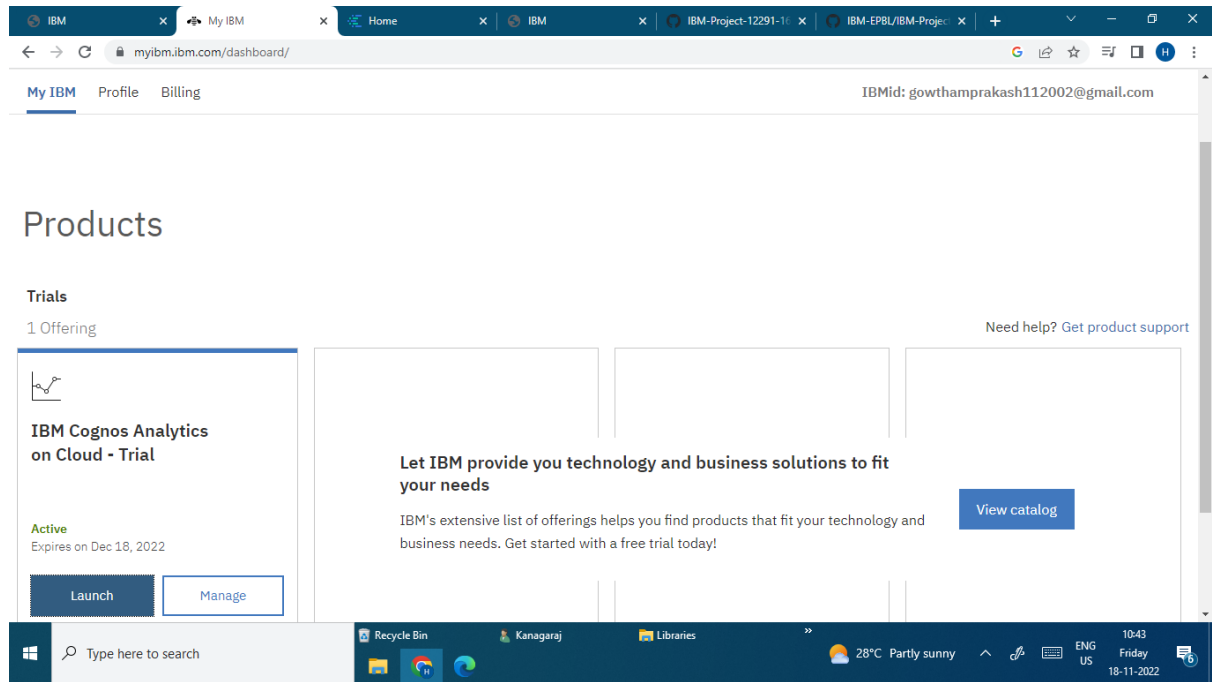 IBM
My IBM
Home
IBM
IBM-Project-12291-16
IBM-EPBL/IBM-Projec
myibm.ibm.com/dashboard/
G
H
My IBM Profile Billing
IBMid: gowthamprakash112002@gmail.com
Products
Trials
1 Offering
Need help? Get product support
IBM Cognos Analytics
on Cloud - Trial
Active
Expires on Dec 18, 2022
Launch
Manage
Let IBM provide you technology and business solutions to fit
your needs
IBM's extensive list of offerings helps you find products that fit your technology and
business needs. Get started with a free trial today!
View catalog
Type here to search
Recycle Bin
Kanagaraj
Libraries
»
H
28°C Partly sunny
ENG
US
10:43
Friday
18-11-2022
6